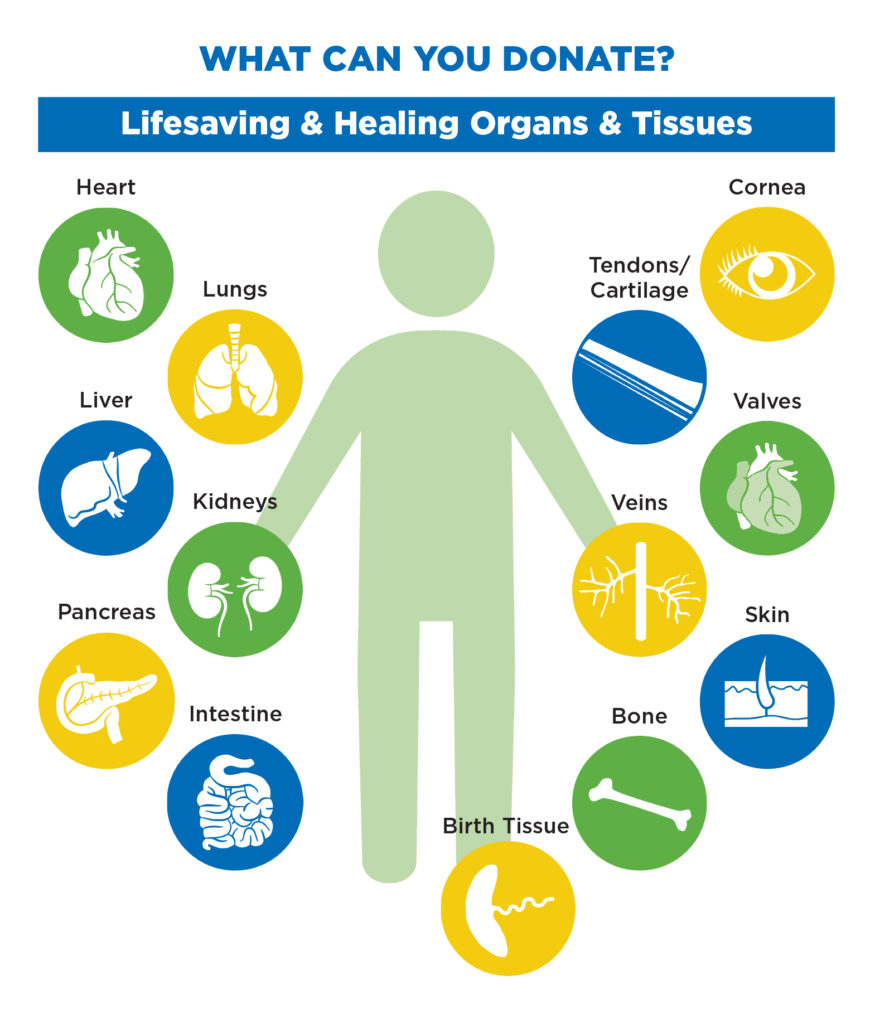 WHAT CAN YOU DONATE?
Lifesaving & Healing Organs & Tissues
Heart
Lungs
Liver
Kidneys
Pancreas
Intestine
Cornea
Tendons/
Cartilage
Valves
Veins
Skin
Bone
Birth Tissue